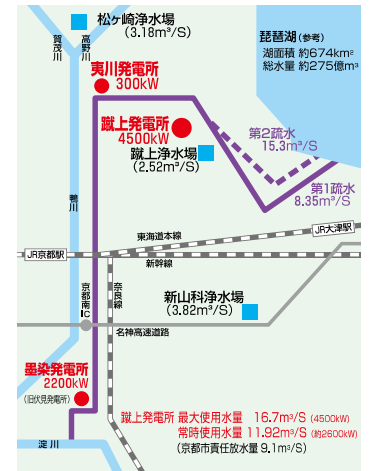 松ヶ崎浄水場
(3.18m³/S)
賀茂川
高野川
夷川発電所
300kW
琵琶湖(参考)
湖面積 約674km²
総水量 約275億m³
蹴上発電所
4500kW
蹴上浄水場
(2.52m³/S)
第2疏水
15.3m³/S
第1疏水
8.35m³/S
鴨川
東海道本線
JR大津駅
JR京都駅
新幹線
京都南IC
奈良線
新山科浄水場
(3.82m³/S)
名神高速道路
墨染発電所
2200kW
(旧伏見発電所)
蹴上発電所 最大使用水量 16.7m³/S (4500kW)
常時使用水量 11.92m³/S (約2600kW)
(京都市責任放水量 9.1m³/S)
淀川